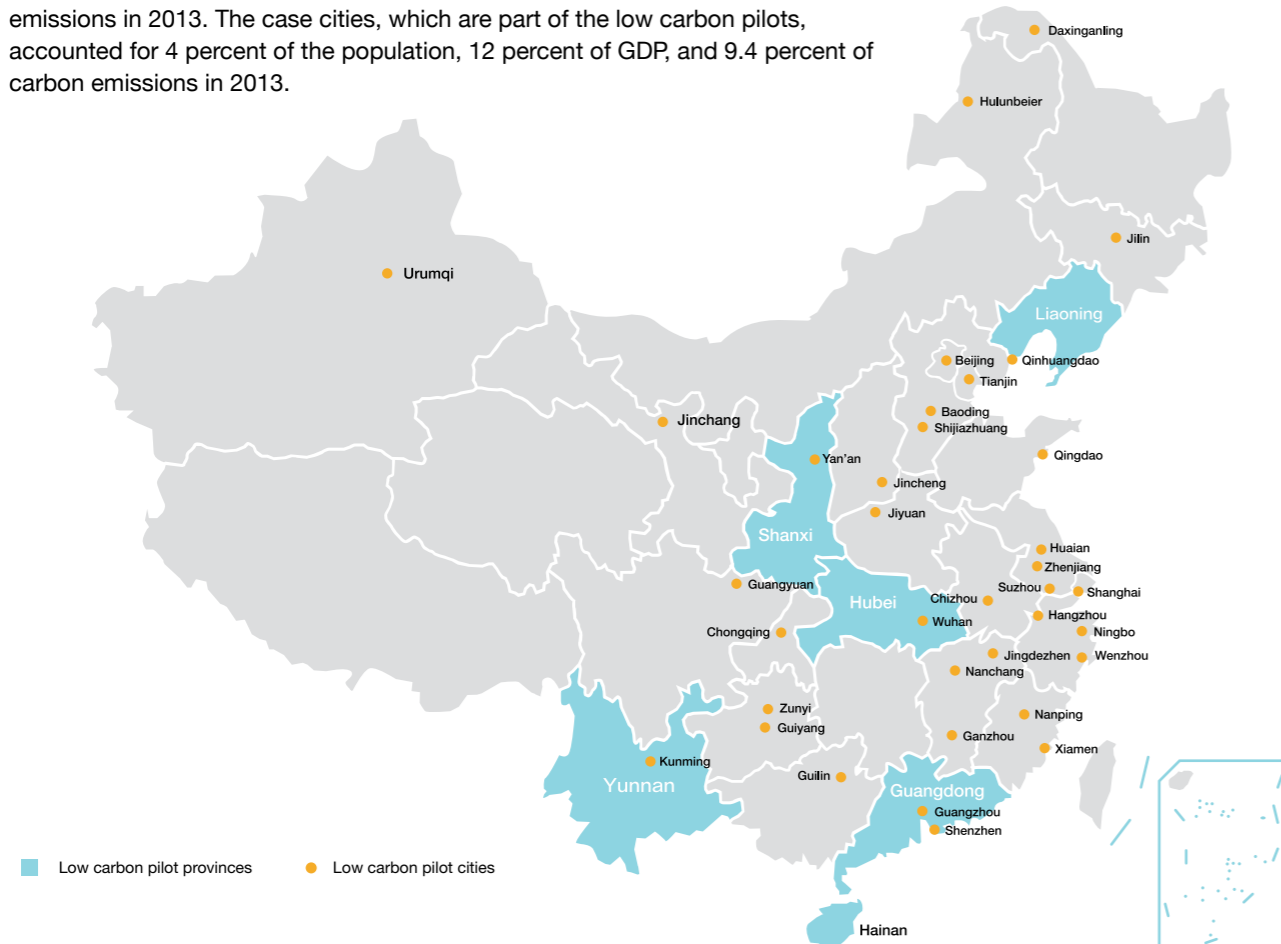 emissions in 2013. The case cities, which are part of the low carbon pilots,
accounted for 4 percent of the population, 12 percent of GDP, and 9.4 percent of
carbon emissions in 2013.
Daxinganling
Hulunbeier
Jilin
Urumqi
Liaoning
Beijing
Qinhuangdao
Tianjin
Baoding
Jinchang
Shijiazhuang
Yan'an
Qingdao
Jincheng
Jiyuan
Shanxi
Huaian
Zhenjiang
Guangyuan
Suzhou
Shanghai
Hubei
Chizhou
Hangzhou
Wuhan
Chongqing
Ningbo
Jingdezhen
Wenzhou
Nanchang
Zunyi
Nanping
Guiyang
Ganzhou
Xiamen
Kunming
Guilin
Yunnan
Guangdong
Guangzhou
Shenzhen
Low carbon pilot provinces
Low carbon pilot cities
Hainan